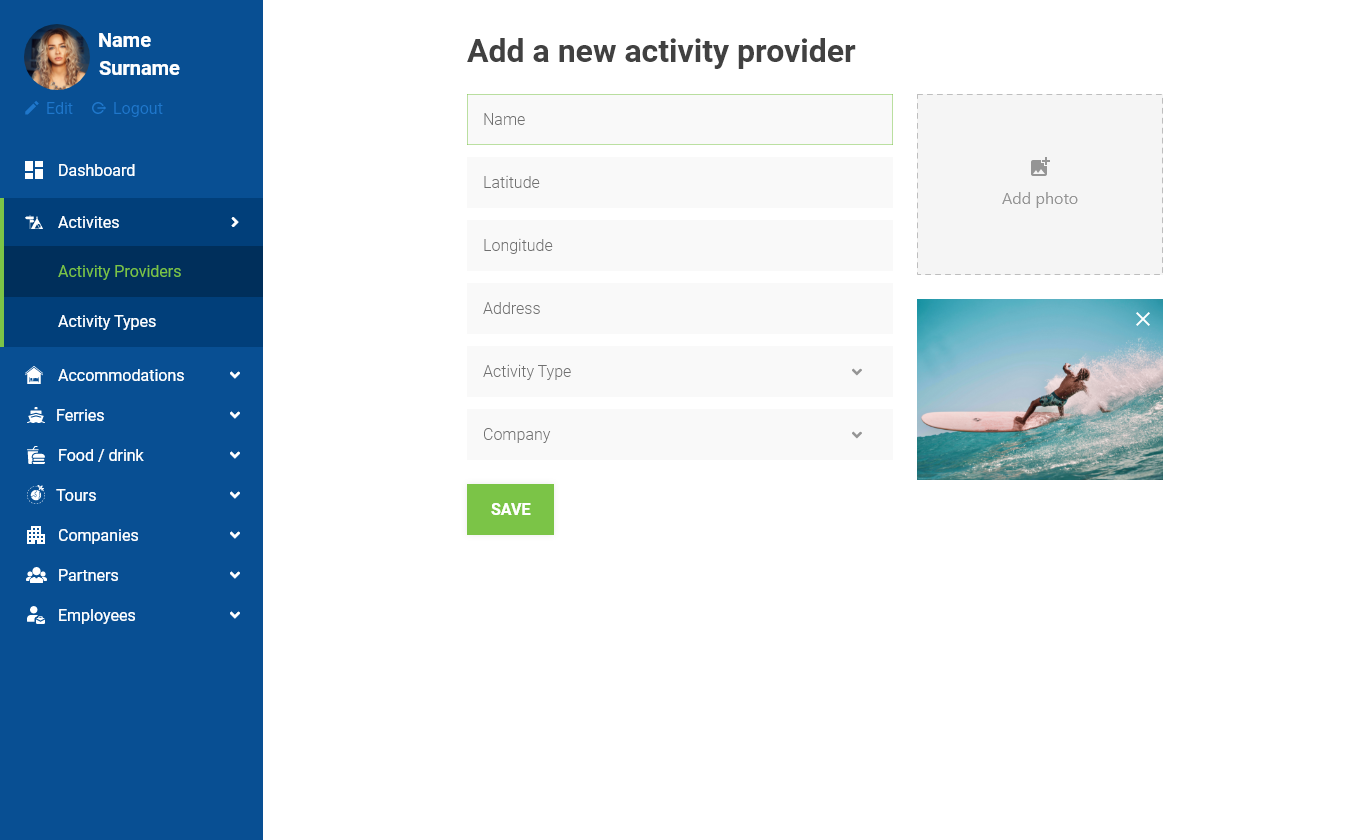 Name
Surname
Edit Logout
Dashboard
Activites
Activity Providers
Activity Types
Accommodations
Ferries
Food / drink
Tours
Companies
Partners
Employees
Add a new activity provider
Name
Latitude
Longitude
Address
Activity Type
Company
SAVE
Add photo